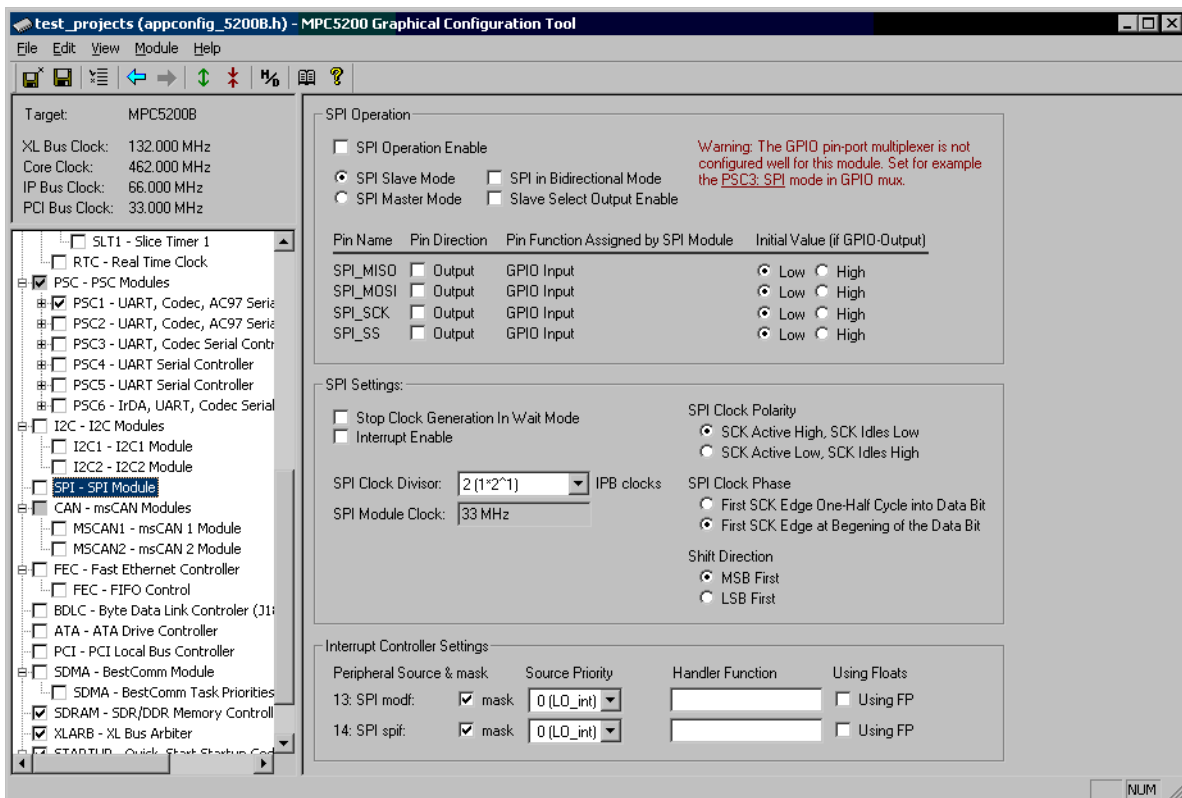 test_projects (appconfig_5200B.h) - MPC5200 Graphical Configuration Tool
File Edit View Module Help
H/D
Target: MPC5200B
XL Bus Clock: 132.000 MHz
Core Clock: 462.000 MHz
IP Bus Clock: 66.000 MHz
PCI Bus Clock: 33.000 MHz
SLT1 - Slice Timer 1
RTC - Real Time Clock
PSC - PSC Modules
PSC1 - UART, Codec, AC97 Seria
PSC2 - UART, Codec, AC97 Seria
PSC3 - UART, Codec Serial Contr
PSC4 - UART Serial Controller
PSC5 - UART Serial Controller
PSC6 - IrDA, UART, Codec Serial
I2C - I2C Modules
I2C1 - I2C1 Module
I2C2 - I2C2 Module
SPI - SPI Module
CAN - msCAN Modules
MSCAN1 - msCAN 1 Module
MSCAN2 - msCAN 2 Module
FEC - Fast Ethernet Controller
FEC - FIFO Control
BDLC - Byte Data Link Controler (J18
ATA - ATA Drive Controller
PCI - PCI Local Bus Controller
SDMA - BestComm Module
SDMA - BestComm Task Priorities
SDRAM - SDR/DDR Memory Controll
XLARB - XL Bus Arbiter
STARTUP - Quick Start Startup Cod
SPI Operation
SPI Operation Enable
SPI Slave Mode SPI in Bidirectional Mode
SPI Master Mode Slave Select Output Enable
Warning: The GPIO pin-port multiplexer is not
configured well for this module. Set for example
the PSC3: SPI mode in GPIO mux.
Pin Name Pin Direction Pin Function Assigned by SPI Module Initial Value (if GPIO-Output)
SPI_MISO Output GPIO Input Low High
SPI_MOSI Output GPIO Input Low High
SPI_SCK Output GPIO Input Low High
SPI_SS Output GPIO Input Low High
SPI Settings:
Stop Clock Generation In Wait Mode
Interrupt Enable
SPI Clock Divisor: 2 (1*2^1) IPB clocks
SPI Module Clock: 33 MHz
SPI Clock Polarity
SCK Active High, SCK Idles Low
SCK Active Low, SCK Idles High
SPI Clock Phase
First SCK Edge One-Half Cycle into Data Bit
First SCK Edge at Begening of the Data Bit
Shift Direction
MSB First
LSB First
Interrupt Controller Settings
Peripheral Source & mask Source Priority Handler Function Using Floats
13: SPI modf: mask 0 (LO_int) Using FP
14: SPI spif: mask 0 (LO_int) Using FP
NUM